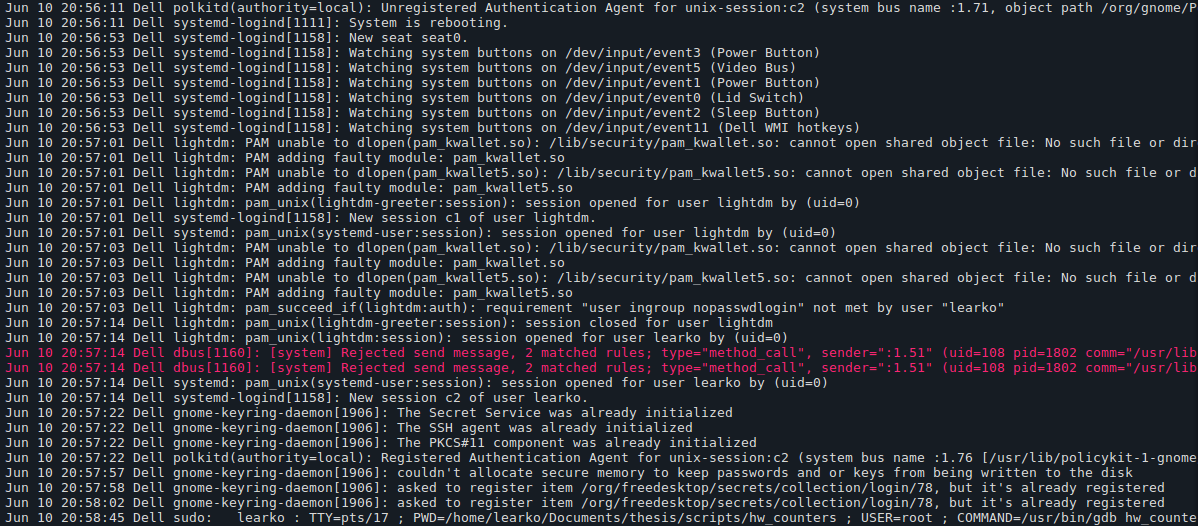 Jun 10 20:56:11 Dell polkitd(authority=local): Unregistered Authentication Agent for unix-session:c2 (system bus name :1.71, object path /org/gnome/P
Jun 10 20:56:11 Dell systemd-logind[1111]: System is rebooting.
Jun 10 20:56:53 Dell systemd-logind[1158]: New seat seat0.
Jun 10 20:56:53 Dell systemd-logind[1158]: Watching system buttons on /dev/input/event3 (Power Button)
Jun 10 20:56:53 Dell systemd-logind[1158]: Watching system buttons on /dev/input/event5 (Video Bus)
Jun 10 20:56:53 Dell systemd-logind[1158]: Watching system buttons on /dev/input/event1 (Power Button)
Jun 10 20:56:53 Dell systemd-logind[1158]: Watching system buttons on /dev/input/event0 (Lid Switch)
Jun 10 20:56:53 Dell systemd-logind[1158]: Watching system buttons on /dev/input/event2 (Sleep Button)
Jun 10 20:56:53 Dell systemd-logind[1158]: Watching system buttons on /dev/input/event11 (Dell WMI hotkeys)
Jun 10 20:57:01 Dell lightdm: PAM unable to dlopen(pam_kwallet.so): /lib/security/pam_kwallet.so: cannot open shared object file: No such file or dir
Jun 10 20:57:01 Dell lightdm: PAM adding faulty module: pam_kwallet.so
Jun 10 20:57:01 Dell lightdm: PAM unable to dlopen(pam_kwallet5.so): /lib/security/pam_kwallet5.so: cannot open shared object file: No such file or d
Jun 10 20:57:01 Dell lightdm: PAM adding faulty module: pam_kwallet5.so
Jun 10 20:57:01 Dell lightdm: pam_unix(lightdm-greeter:session): session opened for user lightdm by (uid=0)
Jun 10 20:57:01 Dell systemd-logind[1158]: New session c1 of user lightdm.
Jun 10 20:57:01 Dell systemd: pam_unix(systemd-user:session): session opened for user lightdm by (uid=0)
Jun 10 20:57:03 Dell lightdm: PAM unable to dlopen(pam_kwallet.so): /lib/security/pam_kwallet.so: cannot open shared object file: No such file or dir
Jun 10 20:57:03 Dell lightdm: PAM adding faulty module: pam_kwallet.so
Jun 10 20:57:03 Dell lightdm: PAM unable to dlopen(pam_kwallet5.so): /lib/security/pam_kwallet5.so: cannot open shared object file: No such file or d
Jun 10 20:57:03 Dell lightdm: PAM adding faulty module: pam_kwallet5.so
Jun 10 20:57:03 Dell lightdm: pam_succeed_if(lightdm:auth): requirement "user ingroup nopasswdlogin" not met by user "learko"
Jun 10 20:57:14 Dell lightdm: pam_unix(lightdm-greeter:session): session closed for user lightdm
Jun 10 20:57:14 Dell lightdm: pam_unix(lightdm:session): session opened for user learko by (uid=0)
Jun 10 20:57:14 Dell dbus[1160]: [system] Rejected send message, 2 matched rules; type="method_call", sender=":1.51" (uid=108 pid=1802 comm="/usr/lib
Jun 10 20:57:14 Dell dbus[1160]: [system] Rejected send message, 2 matched rules; type="method_call", sender=":1.51" (uid=108 pid=1802 comm="/usr/lib
Jun 10 20:57:14 Dell systemd: pam_unix(systemd-user:session): session opened for user learko by (uid=0)
Jun 10 20:57:14 Dell systemd-logind[1158]: New session c2 of user learko.
Jun 10 20:57:22 Dell gnome-keyring-daemon[1906]: The Secret Service was already initialized
Jun 10 20:57:22 Dell gnome-keyring-daemon[1906]: The SSH agent was already initialized
Jun 10 20:57:22 Dell gnome-keyring-daemon[1906]: The PKCS#11 component was already initialized
Jun 10 20:57:22 Dell polkitd(authority=local): Registered Authentication Agent for unix-session:c2 (system bus name :1.76 [/usr/lib/policykit-1-gnome
Jun 10 20:57:57 Dell gnome-keyring-daemon[1906]: couldn't allocate secure memory to keep passwords and or keys from being written to the disk
Jun 10 20:57:58 Dell gnome-keyring-daemon[1906]: asked to register item /org/freedesktop/secrets/collection/login/78, but it's already registered
Jun 10 20:58:02 Dell gnome-keyring-daemon[1906]: asked to register item /org/freedesktop/secrets/collection/login/78, but it's already registered
Jun 10 20:58:45 Dell sudo:   learko : TTY=pts/17 ; PWD=/home/learko/Documents/thesis/scripts/hw_counters ; USER=root ; COMMAND=/usr/bin/gdb hw_counte